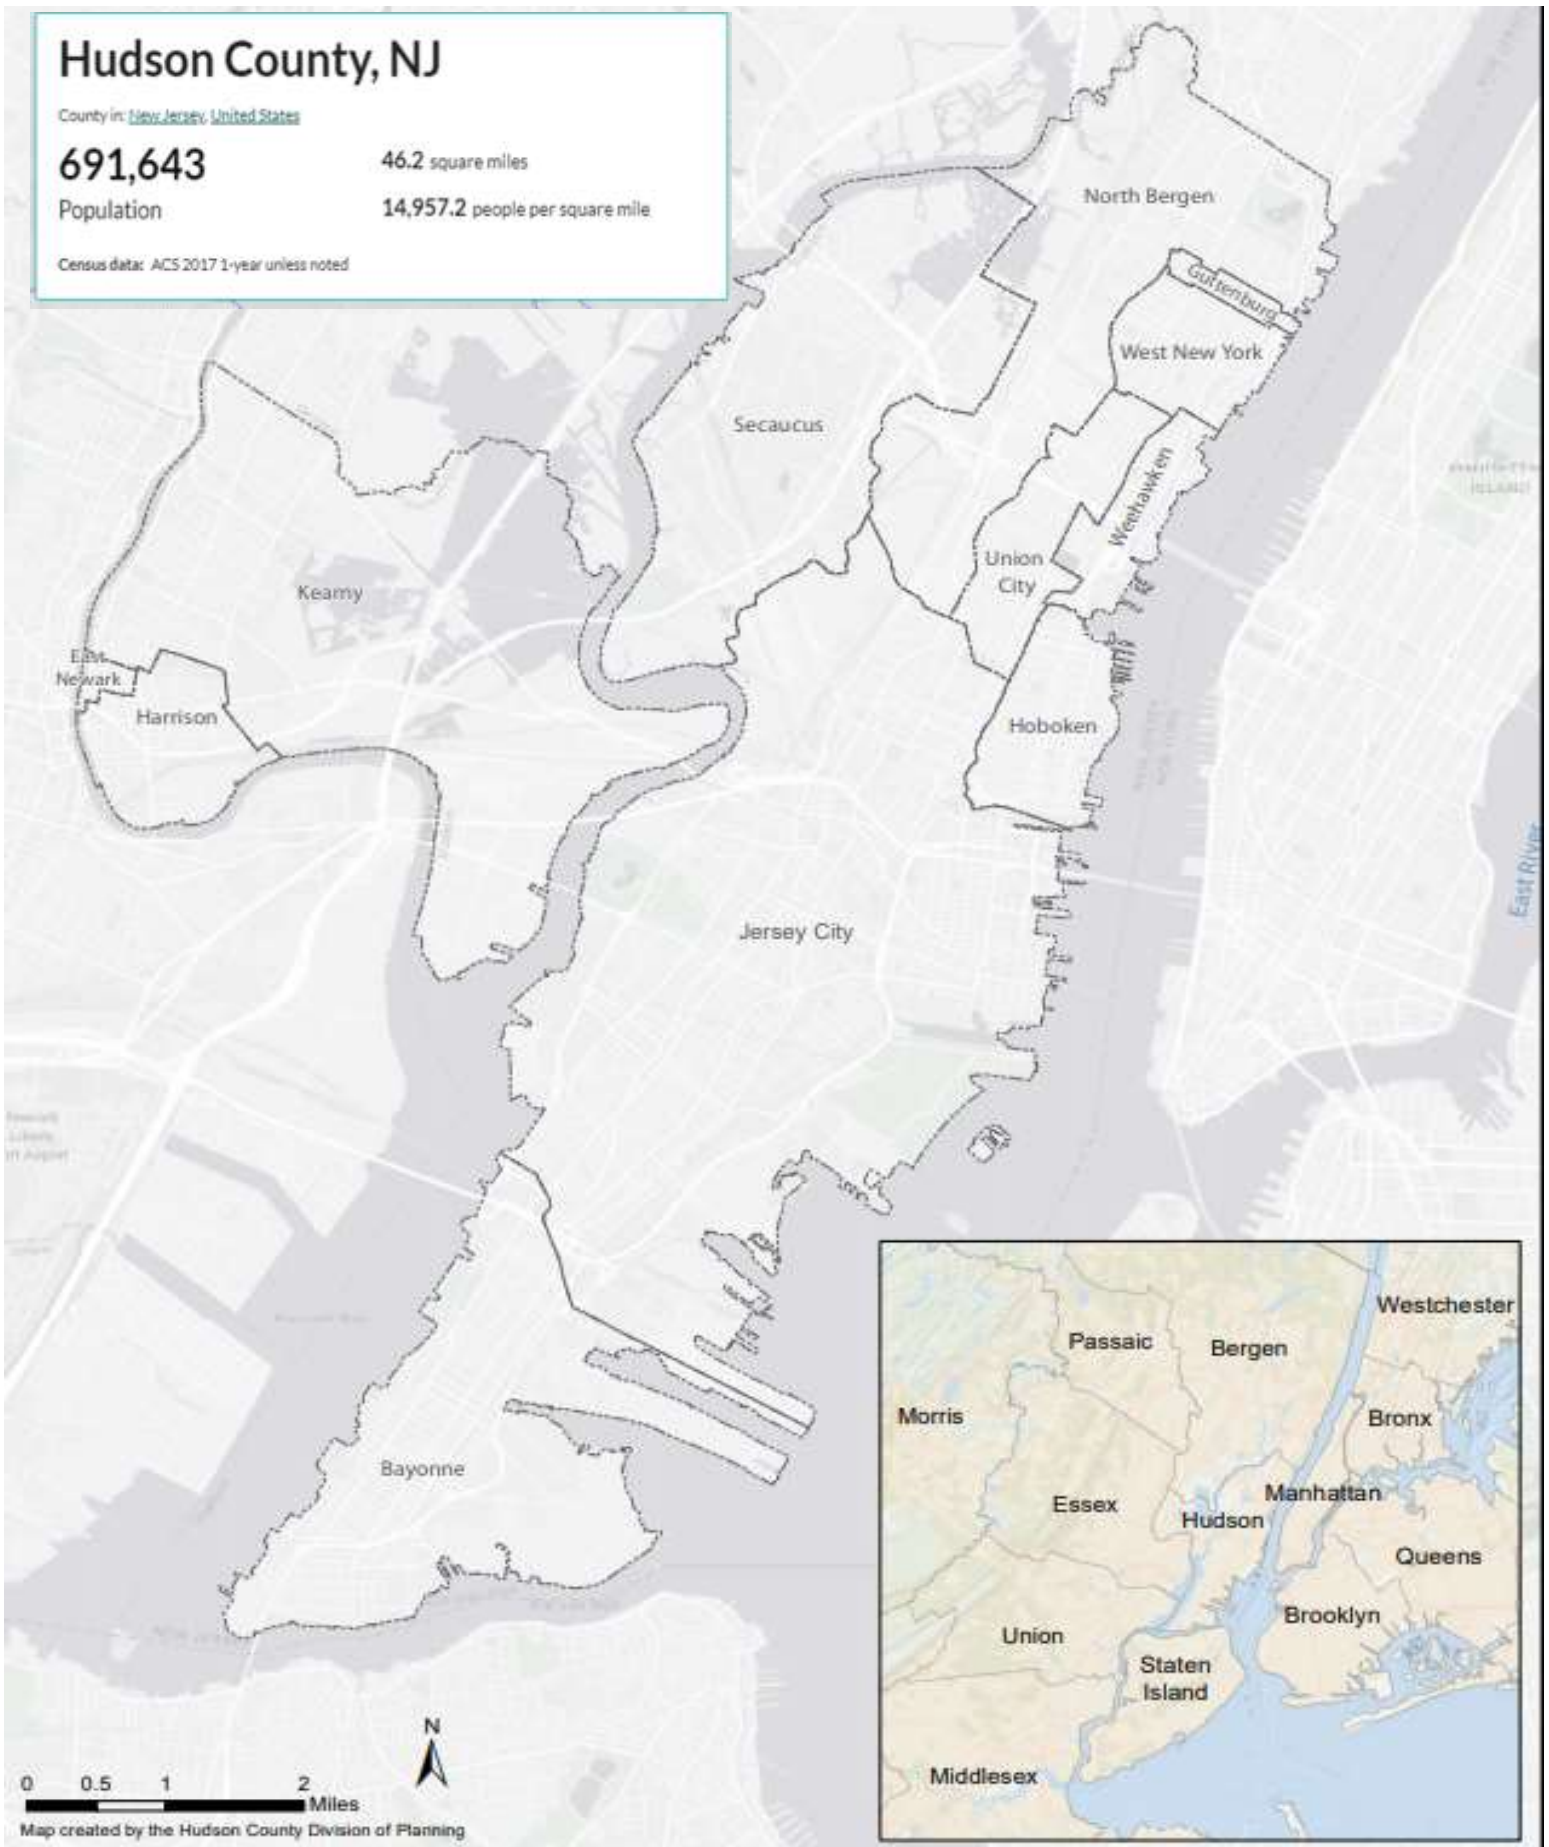 Hudson County, NJ
County in: New Jersey, United States
691,643
Population
46.2 square miles
14,957.2 people per square mile
Census data: ACS 2017 1-year unless noted
North Bergen
Guttenburg
West New York
Secaucus
Weehawken
Union
City
Kearny
East
Newark
Harrison
Hoboken
East River
Jersey City
Bayonne
Westchester
Passaic
Bergen
Morris
Bronx
Essex
Manhattan
Hudson
Queens
Brooklyn
Union
Staten
Island
Middlesex
N
0 0.5 1 2
Miles
Map created by the Hudson County Division of Planning